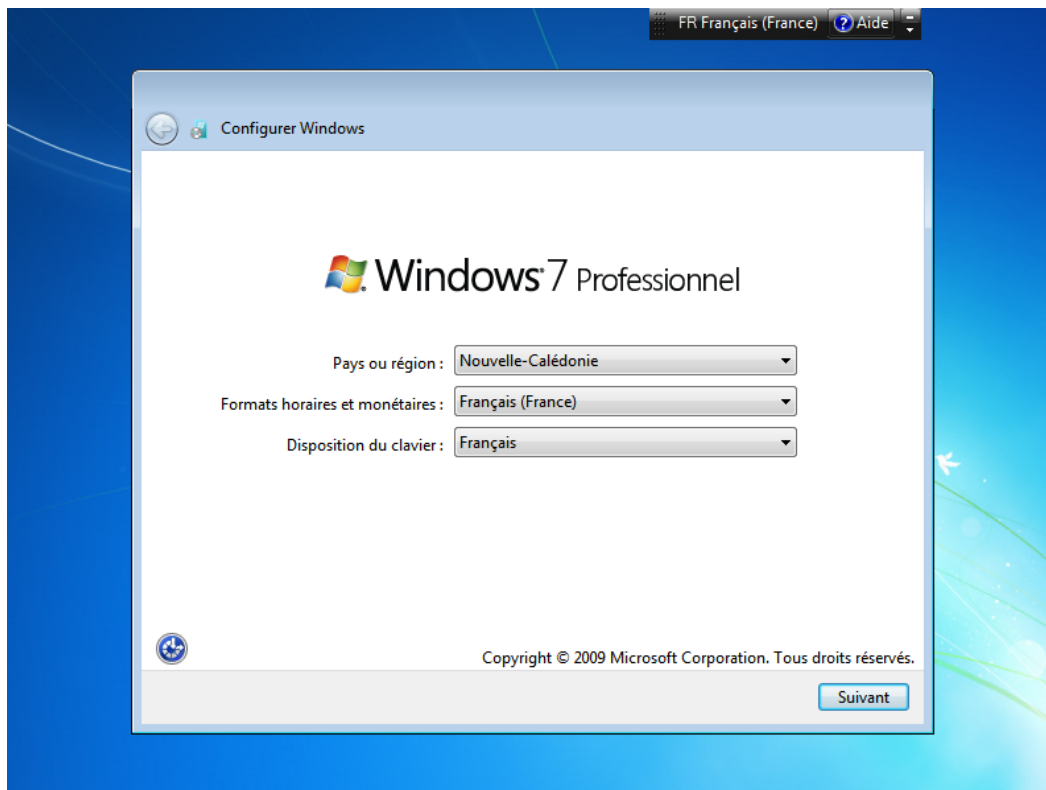 FR Français (France) Aide
Configurer Windows
Windows 7 Professionnel
Pays ou région : Nouvelle-Calédonie
Formats horaires et monétaires : Français (France)
Disposition du clavier : Français
Copyright © 2009 Microsoft Corporation. Tous droits réservés.
Suivant